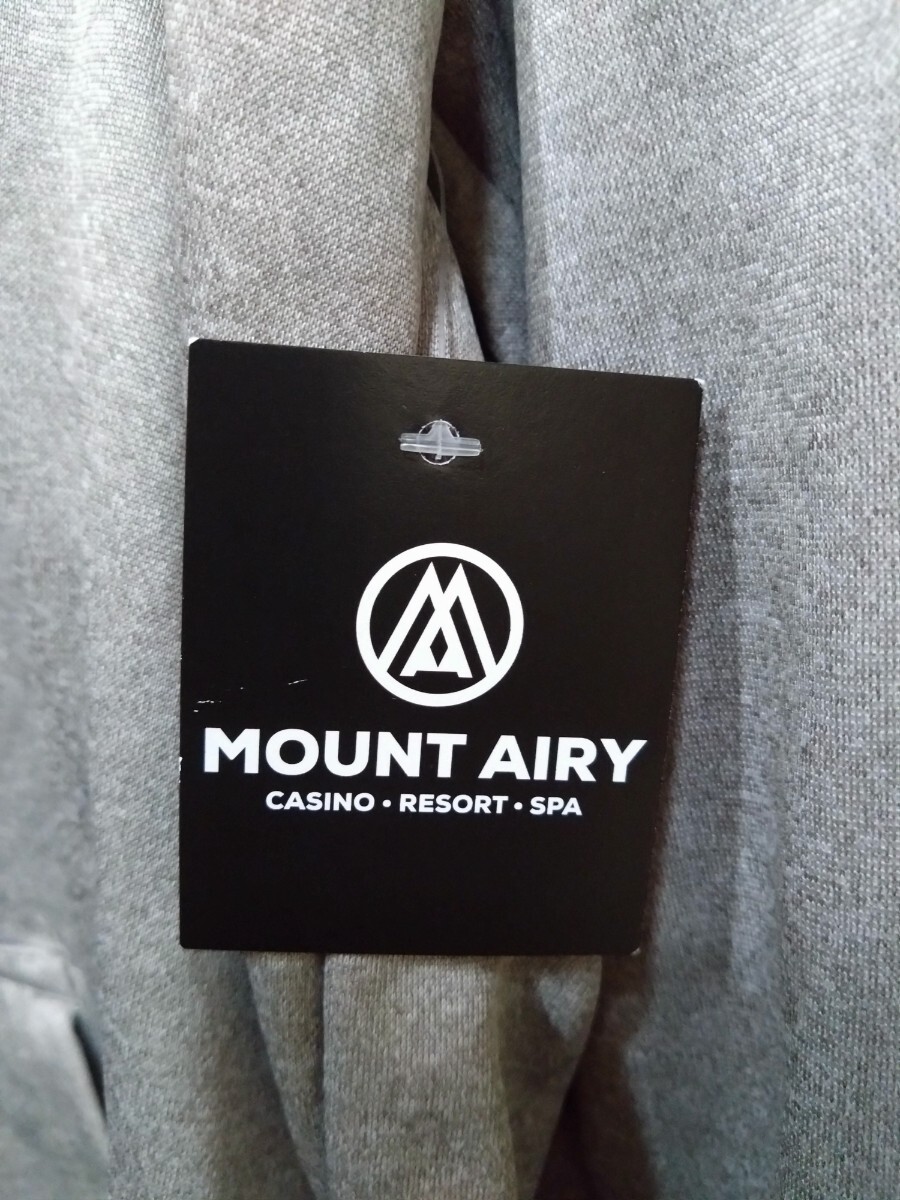 MOUNT AIRY
CASINO • RESORT • SPA